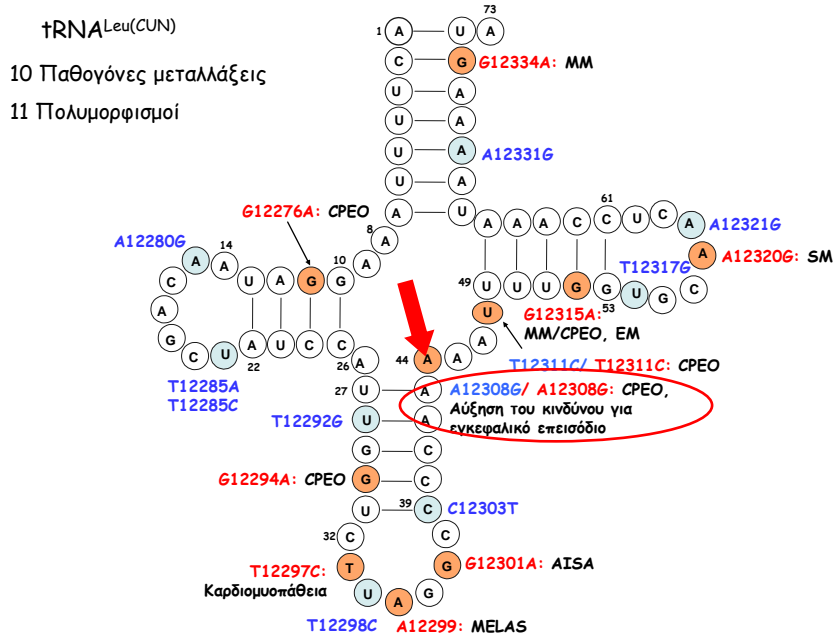 tRNALeu(CUN)
10 Παθογόνες μεταλλάξεις
11 Πολυμορφισμοί
1 A U A 73
C G G12334A: MM
U A
U A
U A A12331G
U A
G12276A: CPEO
8 A U A A A C C U C A A12321G
61
A
A
A A12320G: SM
A12280G
14
A A U A G G
10
C
A
G
C U A U C C
22
26 A
49 U U U G G U G C
53
T12317G
G12315A:
MM/CPEO, EM
U
A
A
44 A
T12311C/ T12311C: CPEO
T12285A
T12285C
27 U A
A12308G/ A12308G: CPEO,
Αύξηση του κινδύνου για
εγκεφαλικό επεισόδιο
T12292G U A
G C
G12294A: CPEO G C
U 39 C C12303T
32 C C
T12297C: T G G12301A: AISA
Καρδιομυοπάθεια
U A G
T12298C A12299: MELAS